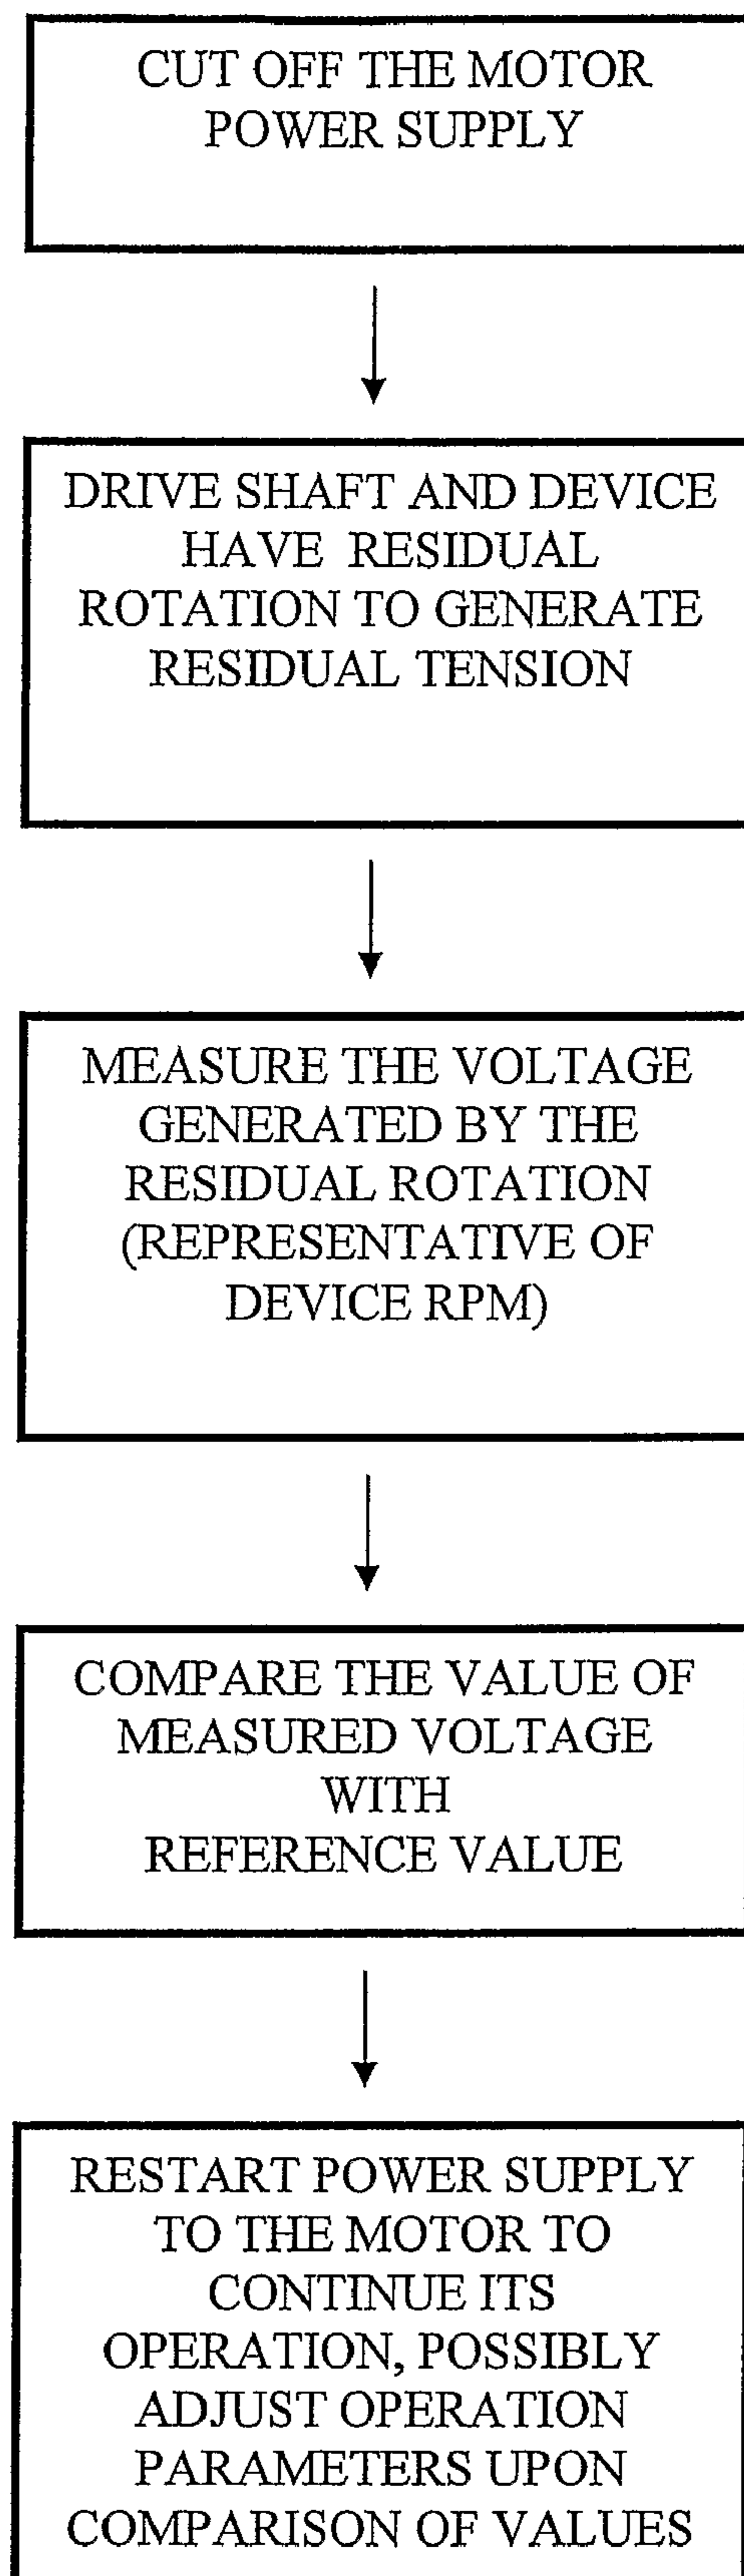 CUT OFF THE MOTOR
POWER SUPPLY
DRIVE SHAFT AND DEVICE
HAVE RESIDUAL
ROTATION TO GENERATE
RESIDUAL TENSION
MEASURE THE VOLTAGE
GENERATED BY THE
RESIDUAL ROTATION
(REPRESENTATIVE OF
DEVICE RPM)
COMPARE THE VALUE OF
MEASURED VOLTAGE
WITH
REFERENCE VALUE
RESTART POWER SUPPLY
TO THE MOTOR TO
CONTINUE ITS
OPERATION, POSSIBLY
ADJUST OPERATION
PARAMETERS UPON
COMPARISON OF VALUES